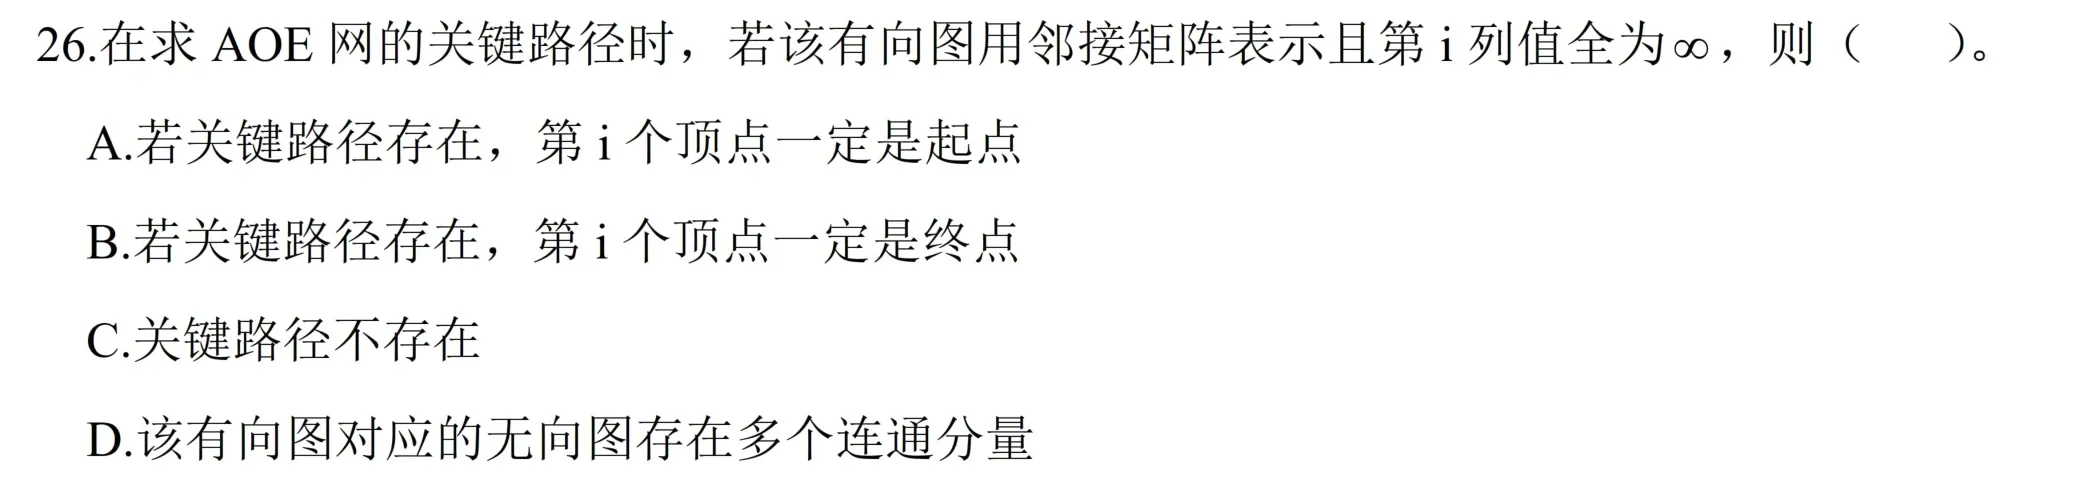 26.在求 AOE 网的关键路径时，若该有向图用邻接矩阵表示且第 i 列值全为∞，则（　　）。
A.若关键路径存在，第 i 个顶点一定是起点
B.若关键路径存在，第 i 个顶点一定是终点
C.关键路径不存在
D.该有向图对应的无向图存在多个连通分量